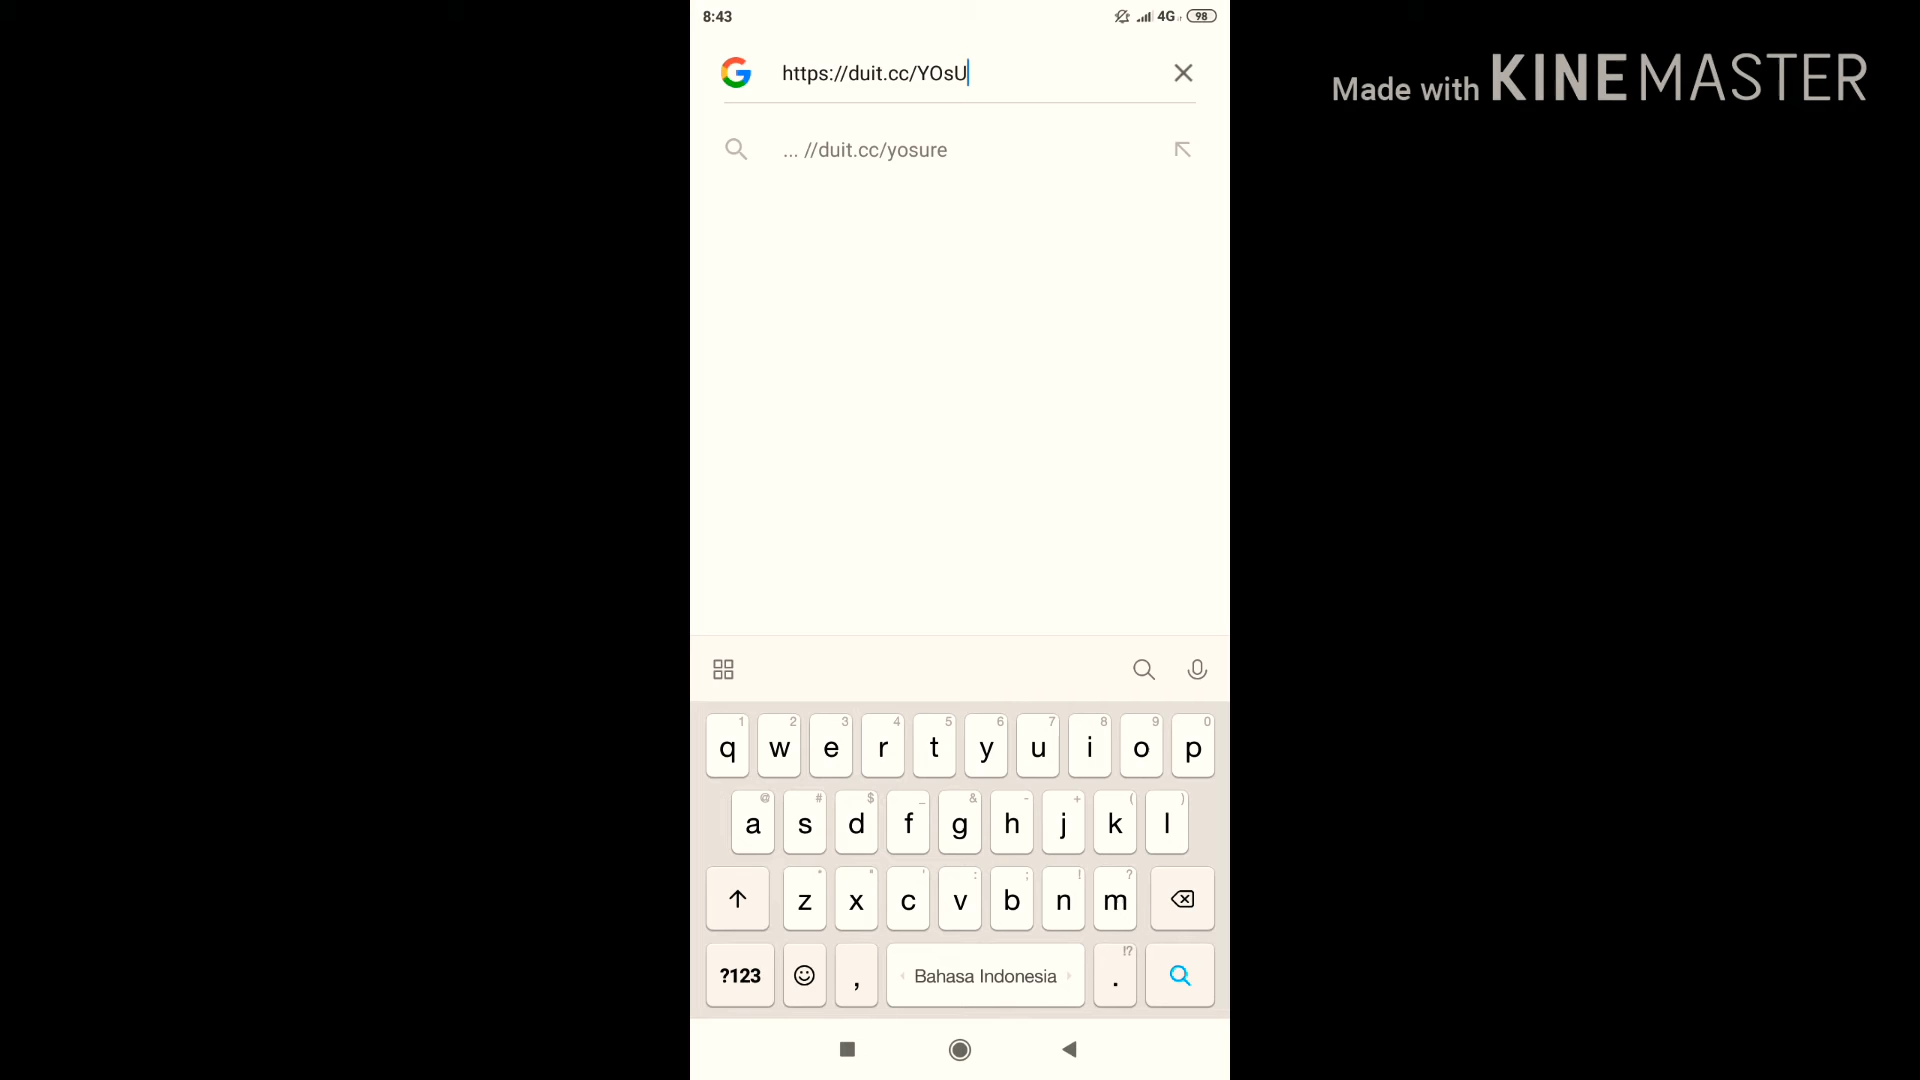 8:43
4G
98
Made with KINEMASTER
G
https://duit.cc/YOsU
... //duit.cc/yosure
1 2 3 4 5 6 7 8 9 0
q w e r t y u i o p
@ # $ _ & - + ( )
a s d f g h j k l
* " ' : ; ! ?
z x c v b n m
!?
?123 , Bahasa Indonesia .